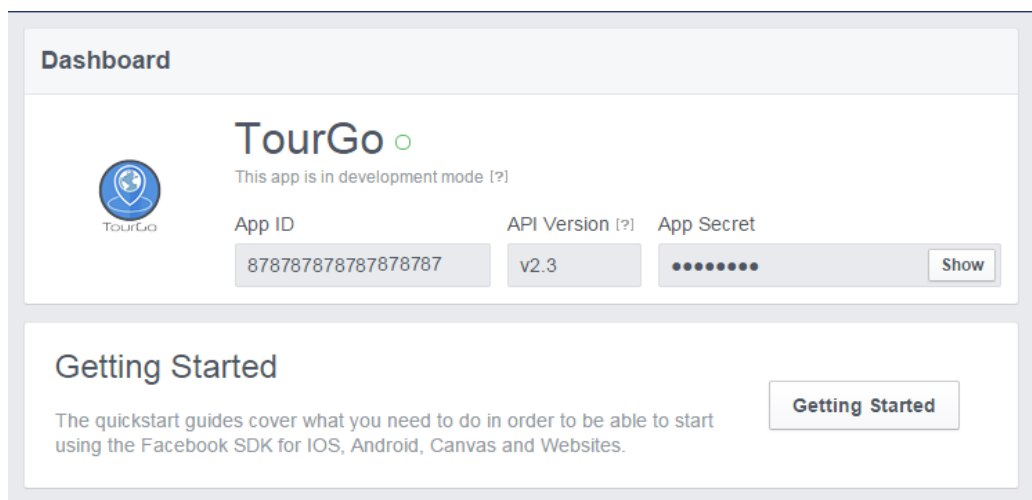 Dashboard
TourGo
This app is in development mode [?]
TourGo
App ID
API Version [?]
App Secret
878787878787878787
v2.3
●●●●●●●●
Show
Getting Started
The quickstart guides cover what you need to do in order to be able to start
using the Facebook SDK for IOS, Android, Canvas and Websites.
Getting Started